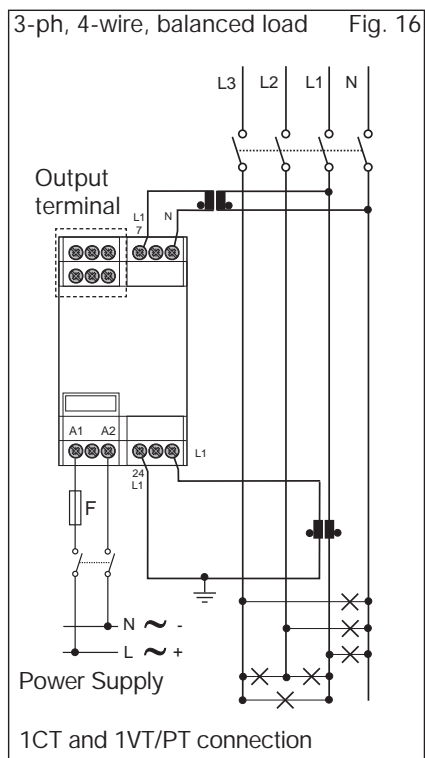 3-ph, 4-wire, balanced load Fig. 16
L3 L2 L1 N
Output
terminal
L1 N
7
A1 A2
L1
24
L1
F
N ~ -
L ~ +
Power Supply
1CT and 1VT/PT connection